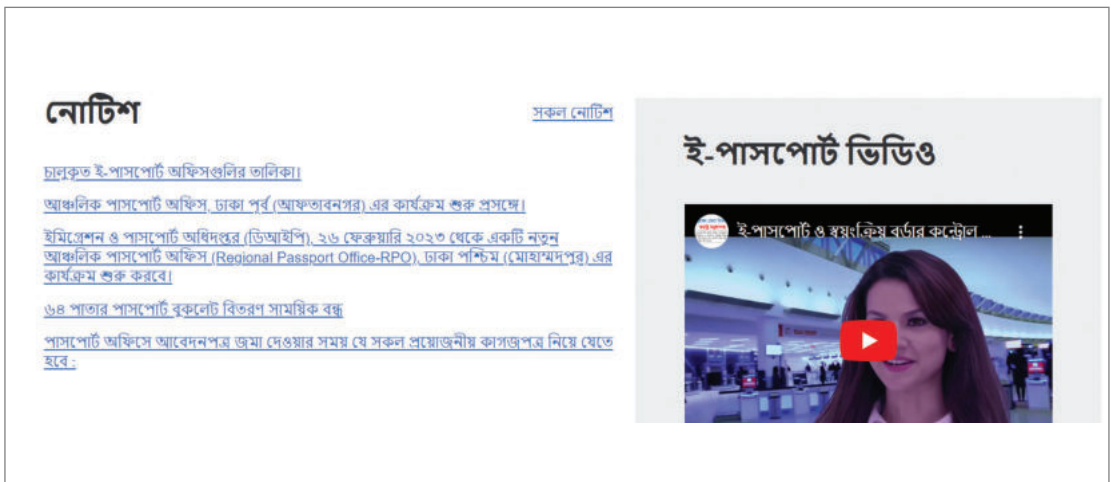 নোটিশ
সকল নোটিশ
চালুকৃত ই-পাসপোর্ট অফিসগুলির তালিকা।
আঞ্চলিক পাসপোর্ট অফিস, ঢাকা পূর্ব (আফতাবনগর) এর কার্যক্রম শুরু প্রসঙ্গে।
ইমিগ্রেশন ও পাসপোর্ট অধিদপ্তর (ডিআইপি), ২৬ ফেব্রুয়ারি ২০২৩ থেকে একটি নতুন
আঞ্চলিক পাসপোর্ট অফিস (Regional Passport Office-RPO), ঢাকা পশ্চিম (মোহাম্মদপুর) এর
কার্যক্রম শুরু করবে।
৬৪ পাতার পাসপোর্ট বুকলেট বিতরণ সাময়িক বন্ধ
পাসপোর্ট অফিসে আবেদনপত্র জমা দেওয়ার সময় যে সকল প্রয়োজনীয় কাগজপত্র নিয়ে যেতে
হবে :
ই-পাসপোর্ট ভিডিও
ই-পাসপোর্ট ও স্বয়ংক্রিয় বর্ডার কন্ট্রোল ...